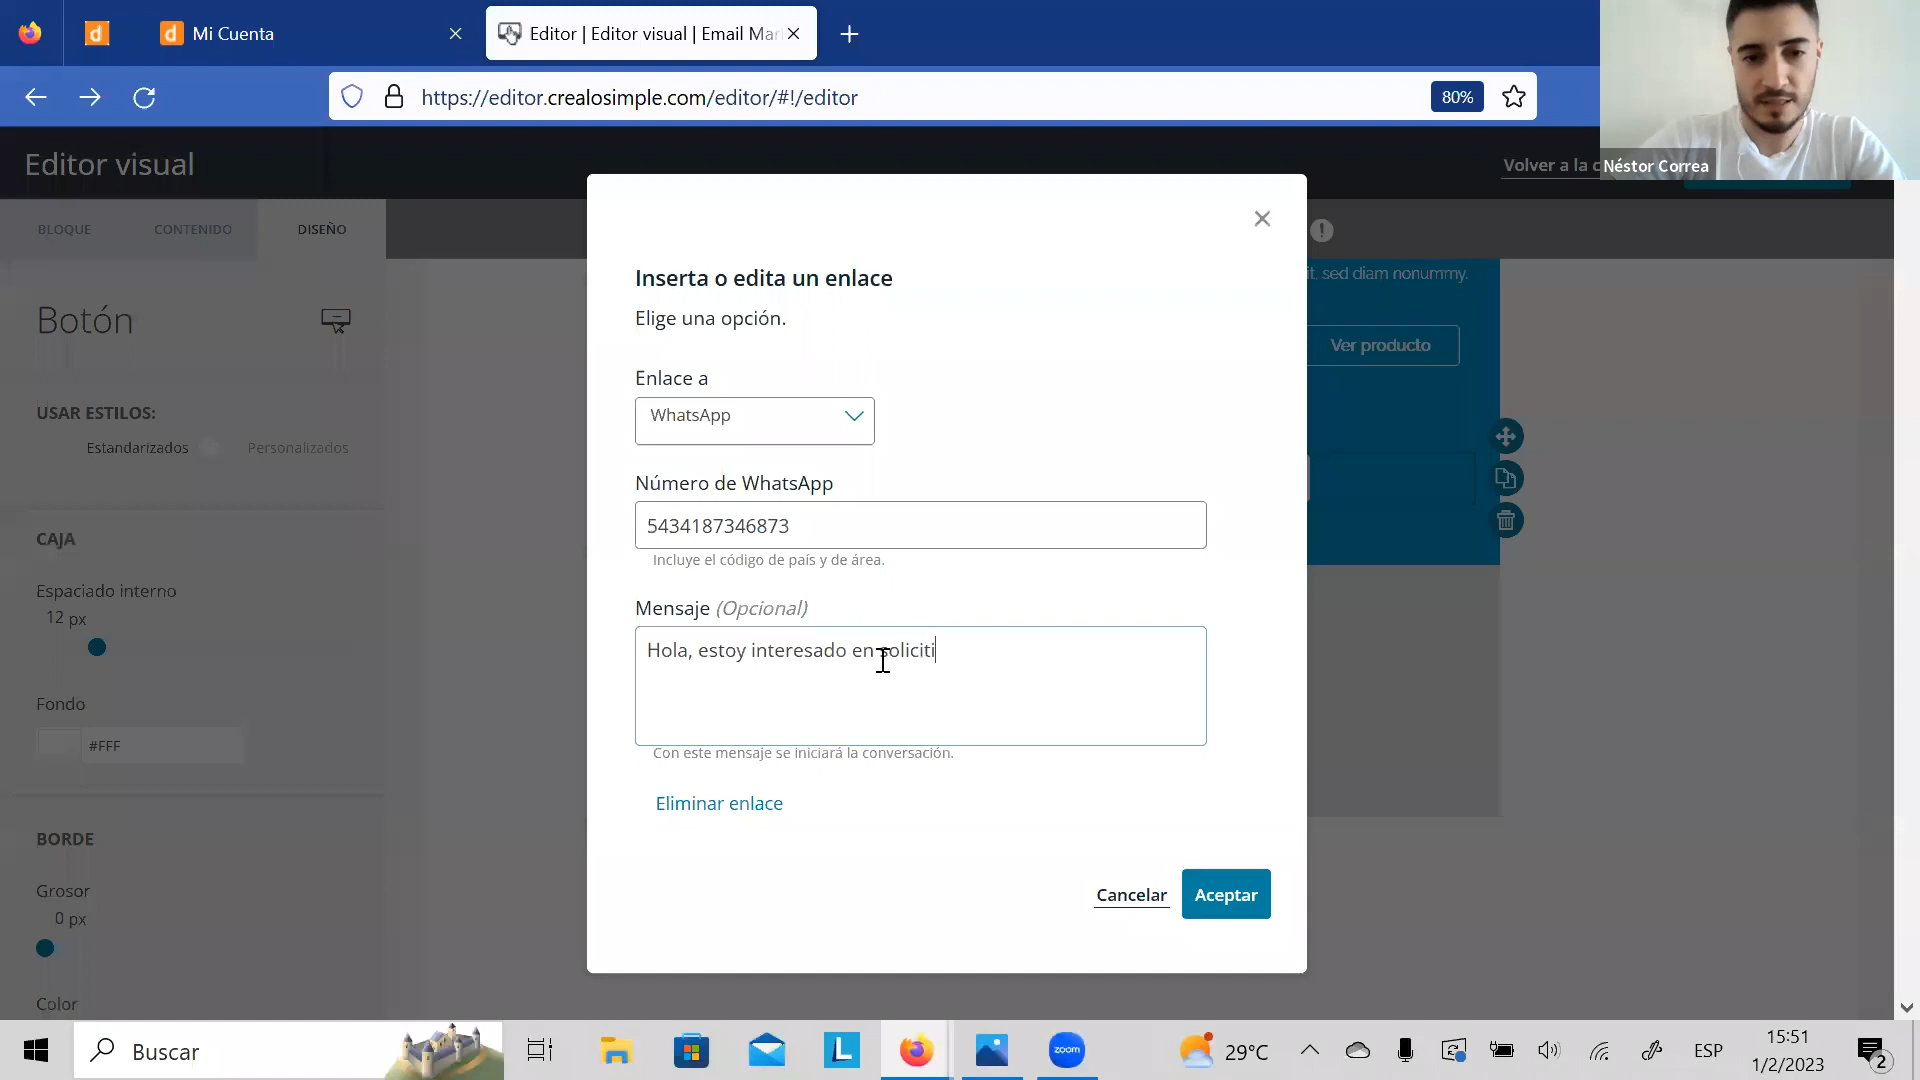 Mi Cuenta
Editor | Editor visual | Email Mar
https://editor.crealosimple.com/editor/#!/editor
80%
Néstor Correa
Editor visual
Volver a la c
BLOQUE
CONTENIDO
DISEÑO
Botón
USAR ESTILOS:
Estandarizados
Personalizados
CAJA
Espaciado interno
12 px
Fondo
#FFF
BORDE
Grosor
0 px
Color
Inserta o edita un enlace
Elige una opción.
Enlace a
WhatsApp
Número de WhatsApp
5434187346873
Incluye el código de país y de área.
Mensaje (Opcional)
Hola, estoy interesado en soliciti
Con este mensaje se iniciará la conversación.
Eliminar enlace
Cancelar
Aceptar
it, sed diam nonummy.
Ver producto
Buscar
L
zoom
29°C
ESP
15:51
1/2/2023
2